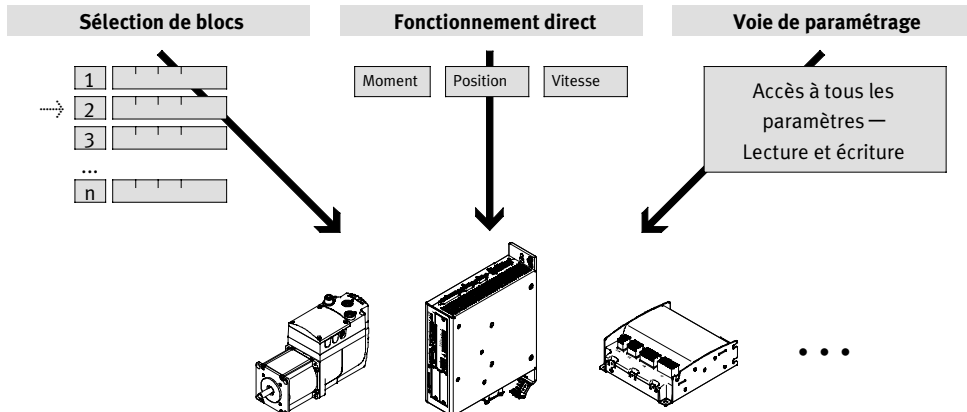 Sélection de blocs
Fonctionnement direct
Voie de paramétrage
1
2
3
...
n
Moment
Position
Vitesse
Accès à tous les
paramètres —
Lecture et écriture